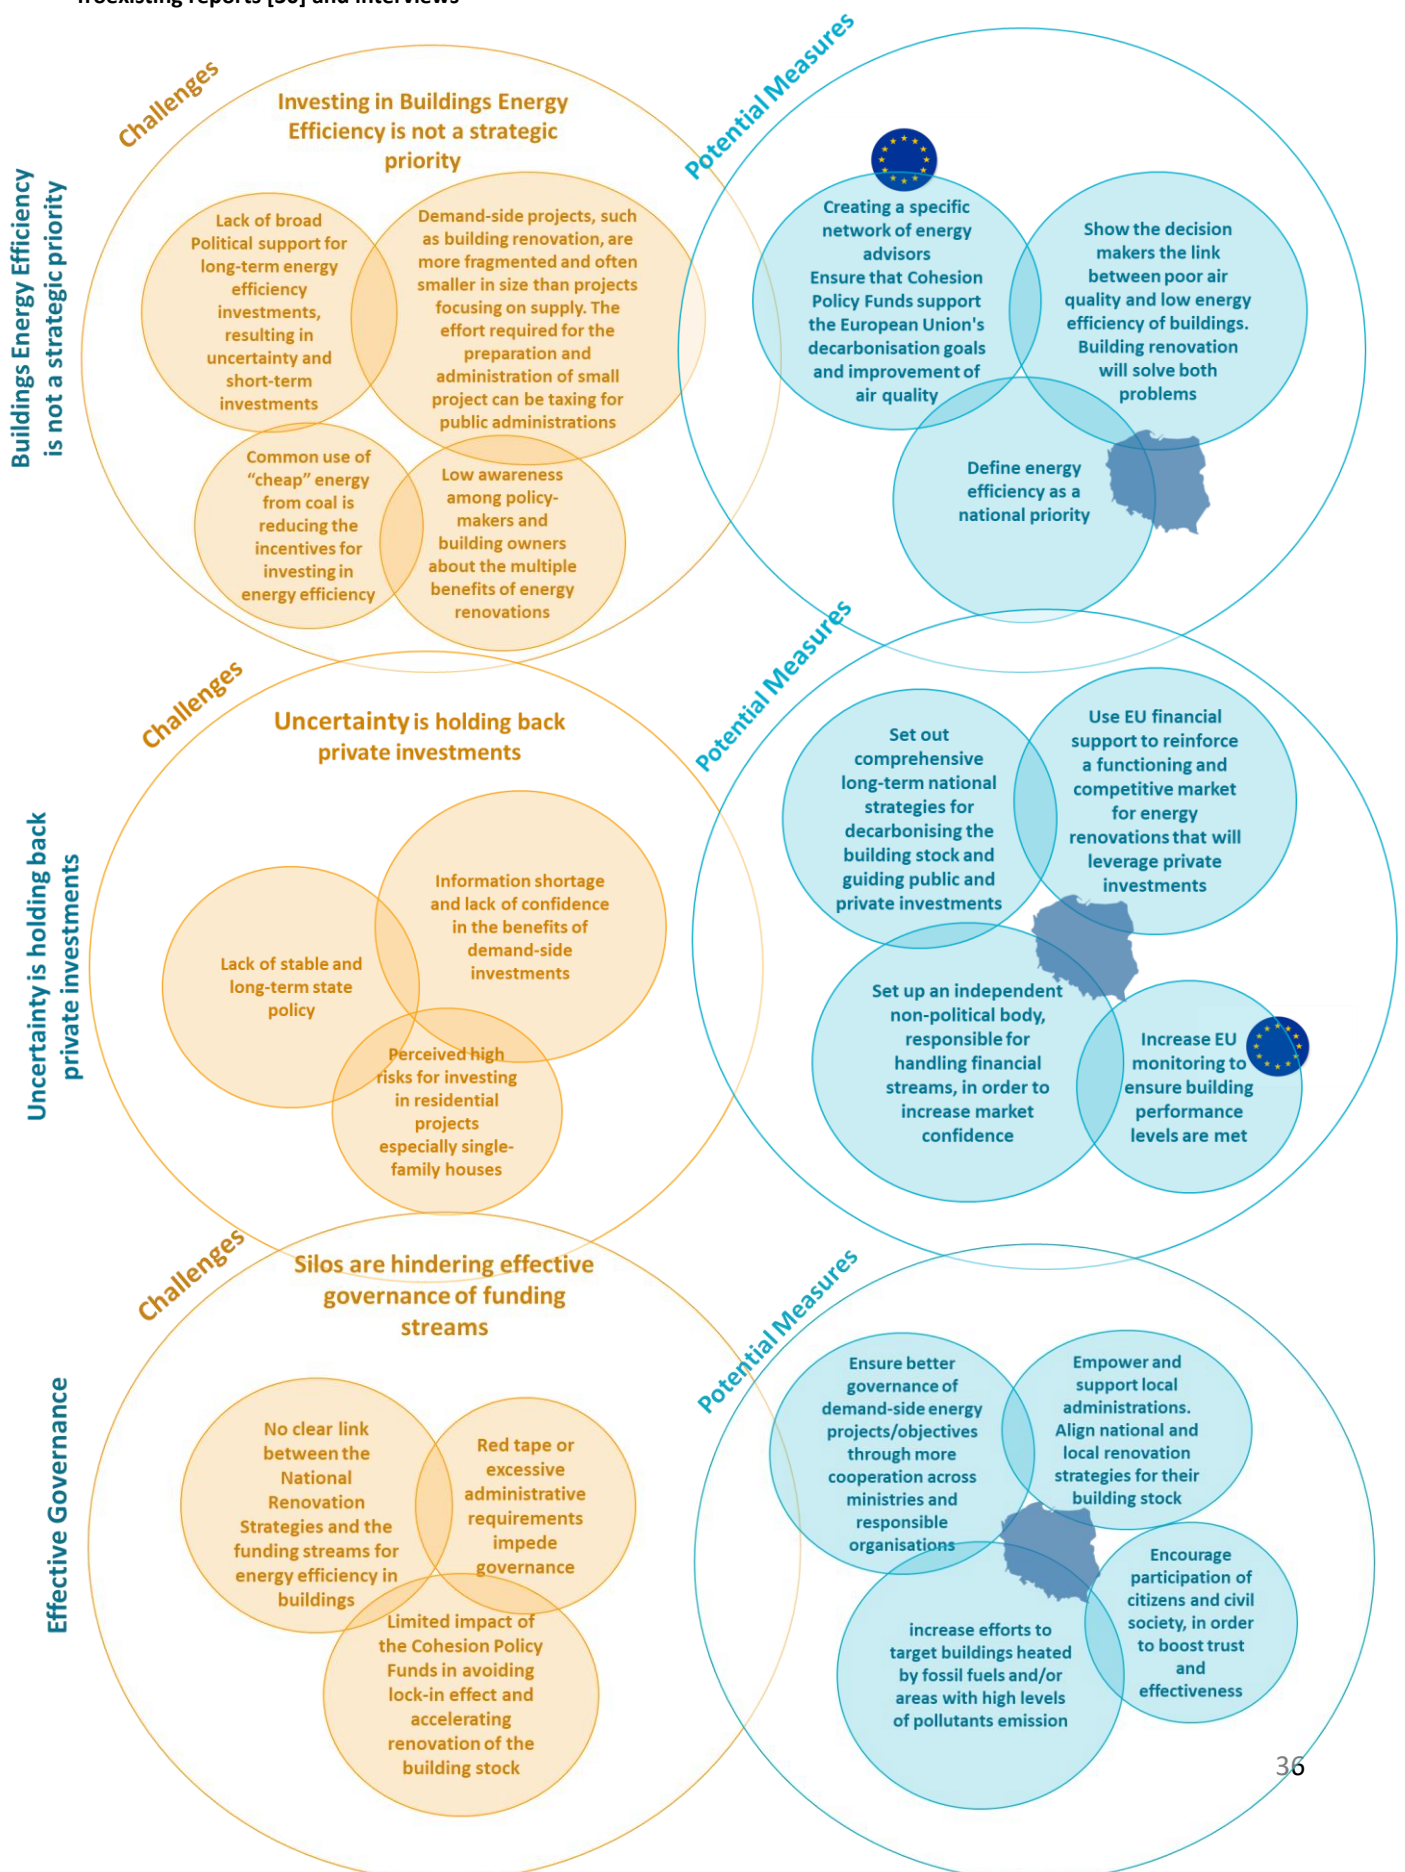 Buildings Energy Efficiency
is not a strategic priority
Challenges
Investing in Buildings Energy
Efficiency is not a strategic
priority
Lack of broad
Political support for
long-term energy
efficiency
investments,
resulting in
uncertainty and
short-term
investments
Demand-side projects, such
as building renovation, are
more fragmented and often
smaller in size than projects
focusing on supply. The
effort required for the
preparation and
administration of small
project can be taxing for
public administrations
Common use of
“cheap” energy
from coal is
reducing the
incentives for
investing in
energy efficiency
Low awareness
among policy-
makers and
building owners
about the multiple
benefits of energy
renovations
Potential Measures
Creating a specific
network of energy
advisors
Ensure that Cohesion
Policy Funds support
the European Union's
decarbonisation goals
and improvement of
air quality
Show the decision
makers the link
between poor air
quality and low energy
efficiency of buildings.
Building renovation
will solve both
problems
Define energy
efficiency as a
national priority
Uncertainty is holding back
private investments
Challenges
Uncertainty is holding back
private investments
Lack of stable and
long-term state
policy
Information shortage
and lack of confidence
in the benefits of
demand-side
investments
Perceived high
risks for investing
in residential
projects
especially single-
family houses
Potential Measures
Set out
comprehensive
long-term national
strategies for
decarbonising the
building stock and
guiding public and
private investments
Use EU financial
support to reinforce
a functioning and
competitive market
for energy
renovations that will
leverage private
investments
Set up an independent
non-political body,
responsible for
handling financial
streams, in order to
increase market
confidence
Increase EU
monitoring to
ensure building
performance
levels are met
Effective Governance
Challenges
Silos are hindering effective
governance of funding
streams
No clear link
between the
National
Renovation
Strategies and the
funding streams for
energy efficiency in
buildings
Red tape or
excessive
administrative
requirements
impede
governance
Limited impact of
the Cohesion Policy
Funds in avoiding
lock-in effect and
accelerating
renovation of the
building stock
Potential Measures
Ensure better
governance of
demand-side energy
projects/objectives
through more
cooperation across
ministries and
responsible
organisations
Empower and
support local
administrations.
Align national and
local renovation
strategies for their
building stock
increase efforts to
target buildings heated
by fossil fuels and/or
areas with high levels
of pollutants emission
Encourage
participation of
citizens and civil
society, in order
to boost trust
and
effectiveness
36